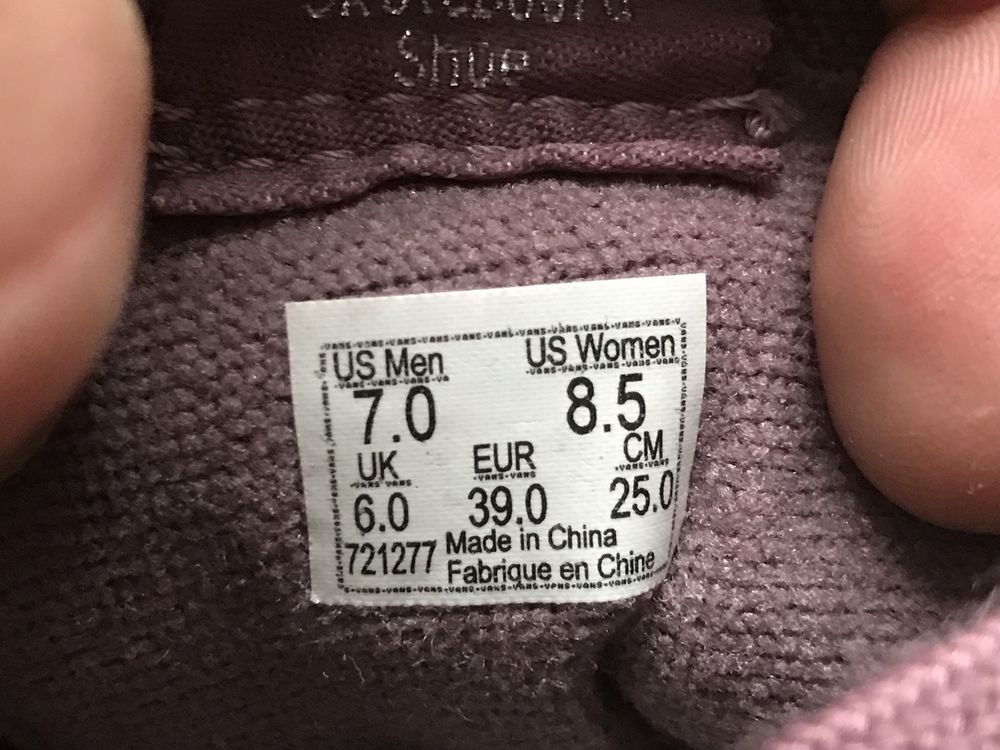 Skateboard
Shoe
US Men US Women
7.0 8.5
UK EUR CM
6.0 39.0 25.0
721277 Made in China
Fabrique en Chine